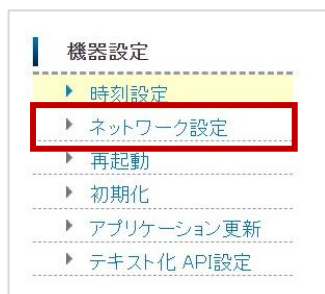 機器設定
時刻設定
ネットワーク設定
再起動
初期化
アプリケーション更新
テキスト化 API設定